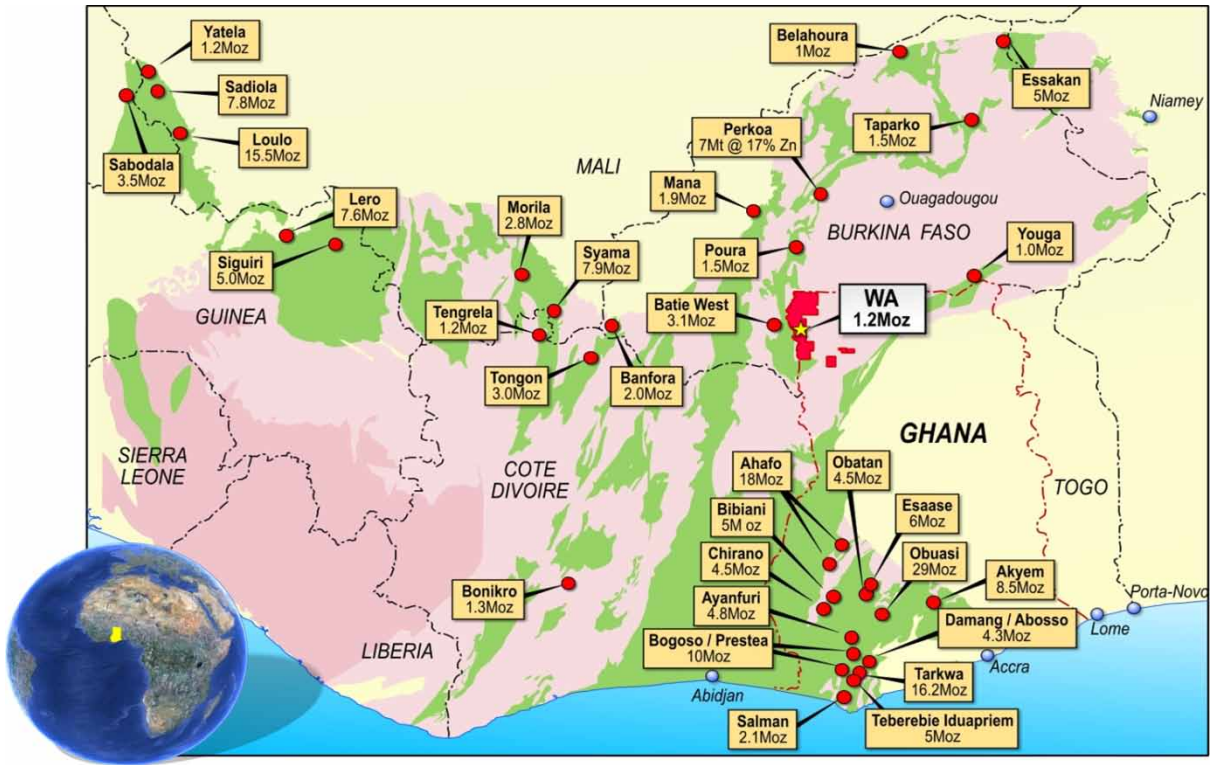 Yatela
1.2Moz
Sadiola
7.8Moz
Loulo
15.5Moz
Sabodala
3.5Moz
Lero
7.6Moz
Siguiri
5.0Moz
Morila
2.8Moz
Syama
7.9Moz
Tengrela
1.2Moz
Tongon
3.0Moz
Banfora
2.0Moz
MALI
Belahoura
1Moz
Essakan
5Moz
Niamey
Taparko
1.5Moz
Perkoa
7Mt @ 17% Zn
Mana
1.9Moz
Ouagadougou
BURKINA FASO
Poura
1.5Moz
Youga
1.0Moz
Batie West
3.1Moz
WA
1.2Moz
GUINEA
SIERRA
LEONE
COTE
DIVOIRE
LIBERIA
GHANA
TOGO
Ahafo
18Moz
Obatan
4.5Moz
Bibiani
5M oz
Esaase
6Moz
Chirano
4.5Moz
Obuasi
29Moz
Akyem
8.5Moz
Ayanfuri
4.8Moz
Damang / Abosso
4.3Moz
Bogoso / Prestea
10Moz
Tarkwa
16.2Moz
Salman
2.1Moz
Teberebie Iduapriem
5Moz
Bonikro
1.3Moz
Abidjan
Accra
Lome
Porta-Novo